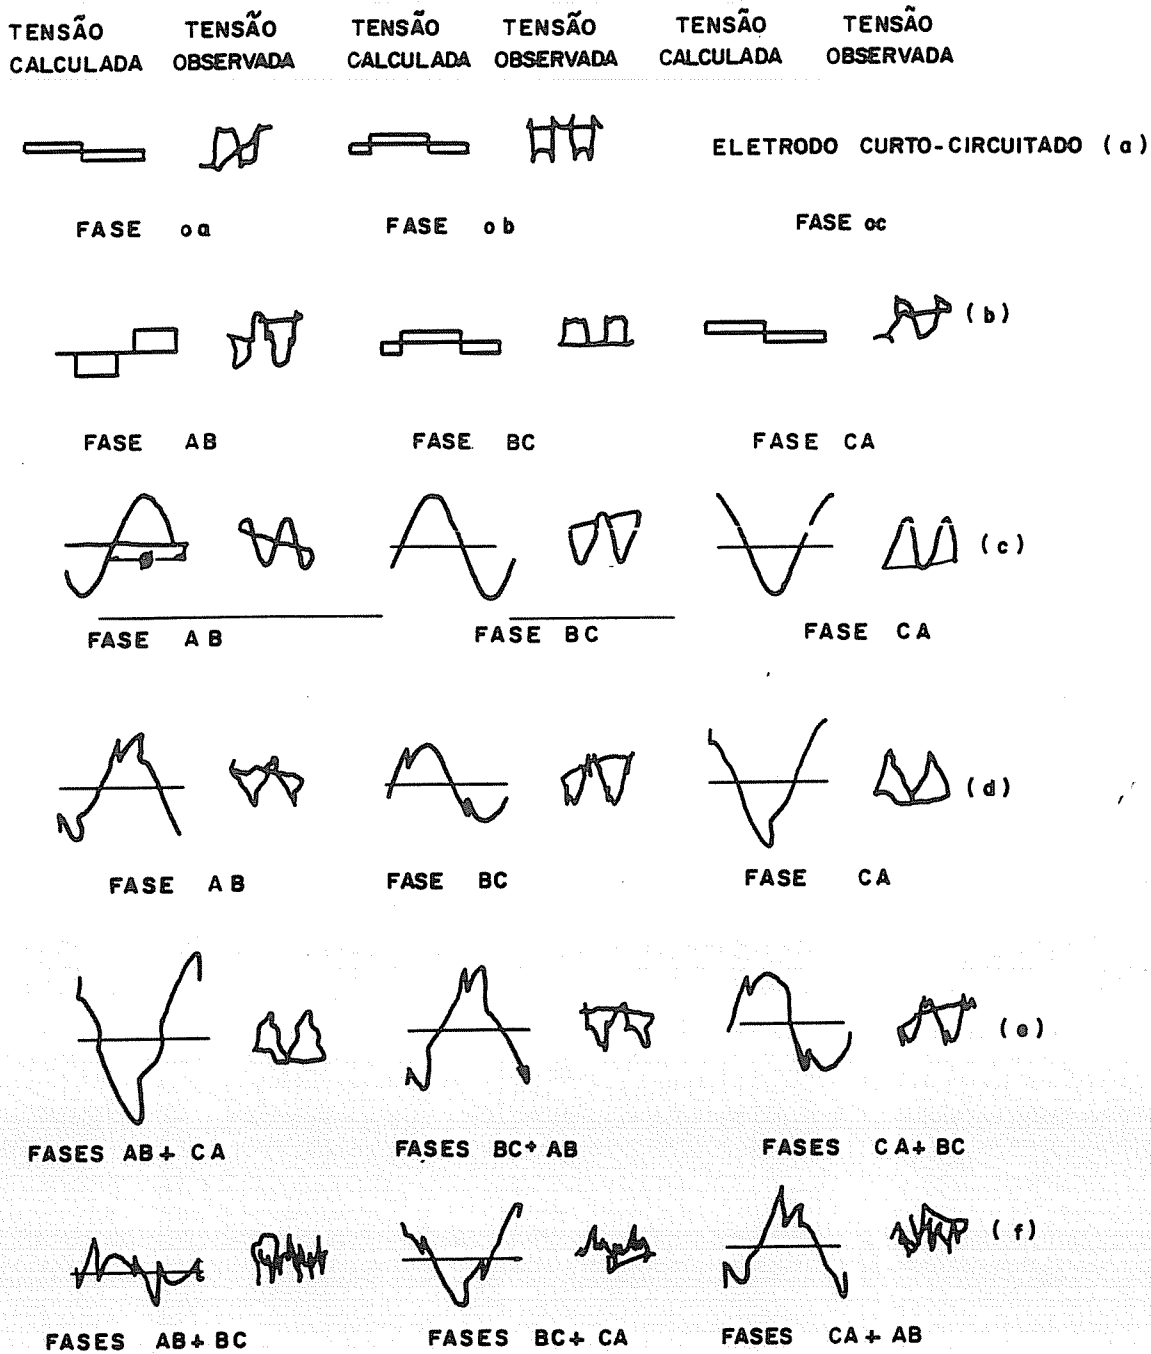 TENSÃO TENSÃO TENSÃO TENSÃO TENSÃO TENSÃO
CALCULADA OBSERVADA CALCULADA OBSERVADA CALCULADA OBSERVADA
ELETRODO CURTO-CIRCUITADO (a)
FASE oa FASE ob FASE oc
(b)
FASE AB FASE BC FASE CA
(c)
FASE AB FASE BC FASE CA
(d)
FASE AB FASE BC FASE CA
(e)
FASES AB+ CA FASES BC+ AB FASES CA+ BC
(f)
FASES AB+ BC FASES BC+ CA FASES CA+ AB